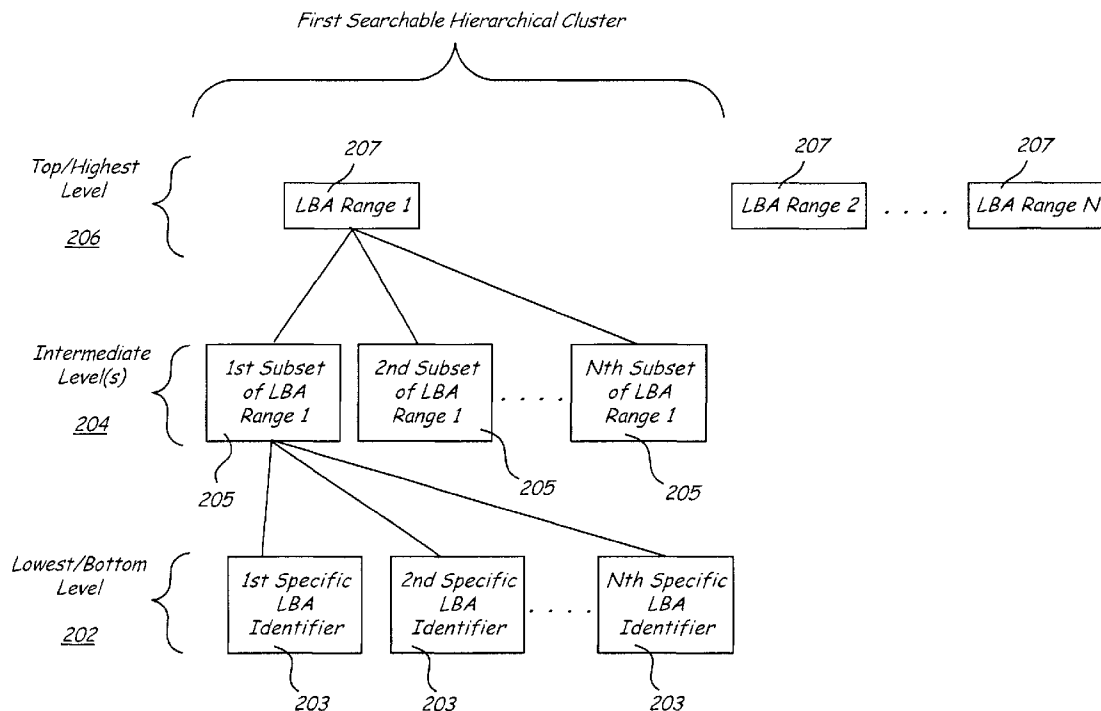 First Searchable Hierarchical Cluster
Top/Highest
Level
206
207
LBA Range 1
207
LBA Range 2
. . . .
207
LBA Range N
Intermediate
Level(s)
204
1st Subset
of LBA
Range 1
2nd Subset
of LBA
Range 1
. . . .
Nth Subset
of LBA
Range 1
205
205
205
Lowest/Bottom
Level
202
1st Specific
LBA
Identifier
2nd Specific
LBA
Identifier
. . . .
Nth Specific
LBA
Identifier
203
203
203